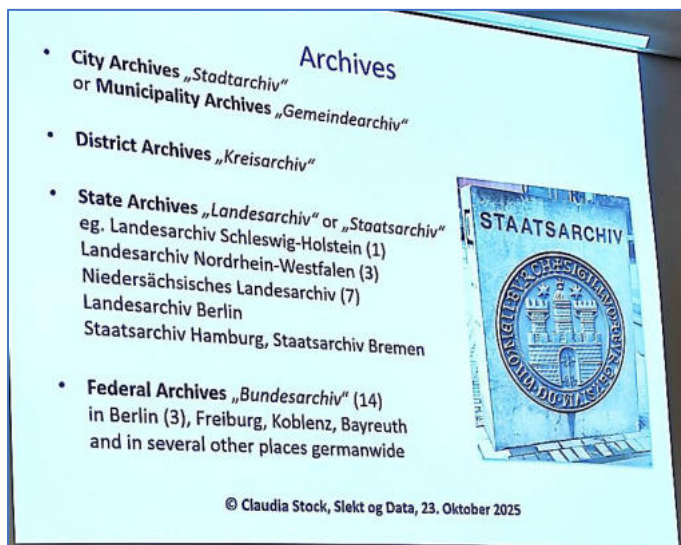 Archives
• City Archives „Stadtarchiv“
or Municipality Archives „Gemeindearchiv“
• District Archives „Kreisarchiv“
• State Archives „Landesarchiv“ or „Staatsarchiv“
eg. Landesarchiv Schleswig-Holstein (1)
Landesarchiv Nordrhein-Westfalen (3)
Niedersächsisches Landesarchiv (7)
Landesarchiv Berlin
Staatsarchiv Hamburg, Staatsarchiv Bremen
• Federal Archives „Bundesarchiv“ (14)
in Berlin (3), Freiburg, Koblenz, Bayreuth
and in several other places germanwide
STAATSARCHIV
© Claudia Stock, Slekt og Data, 23. Oktober 2025